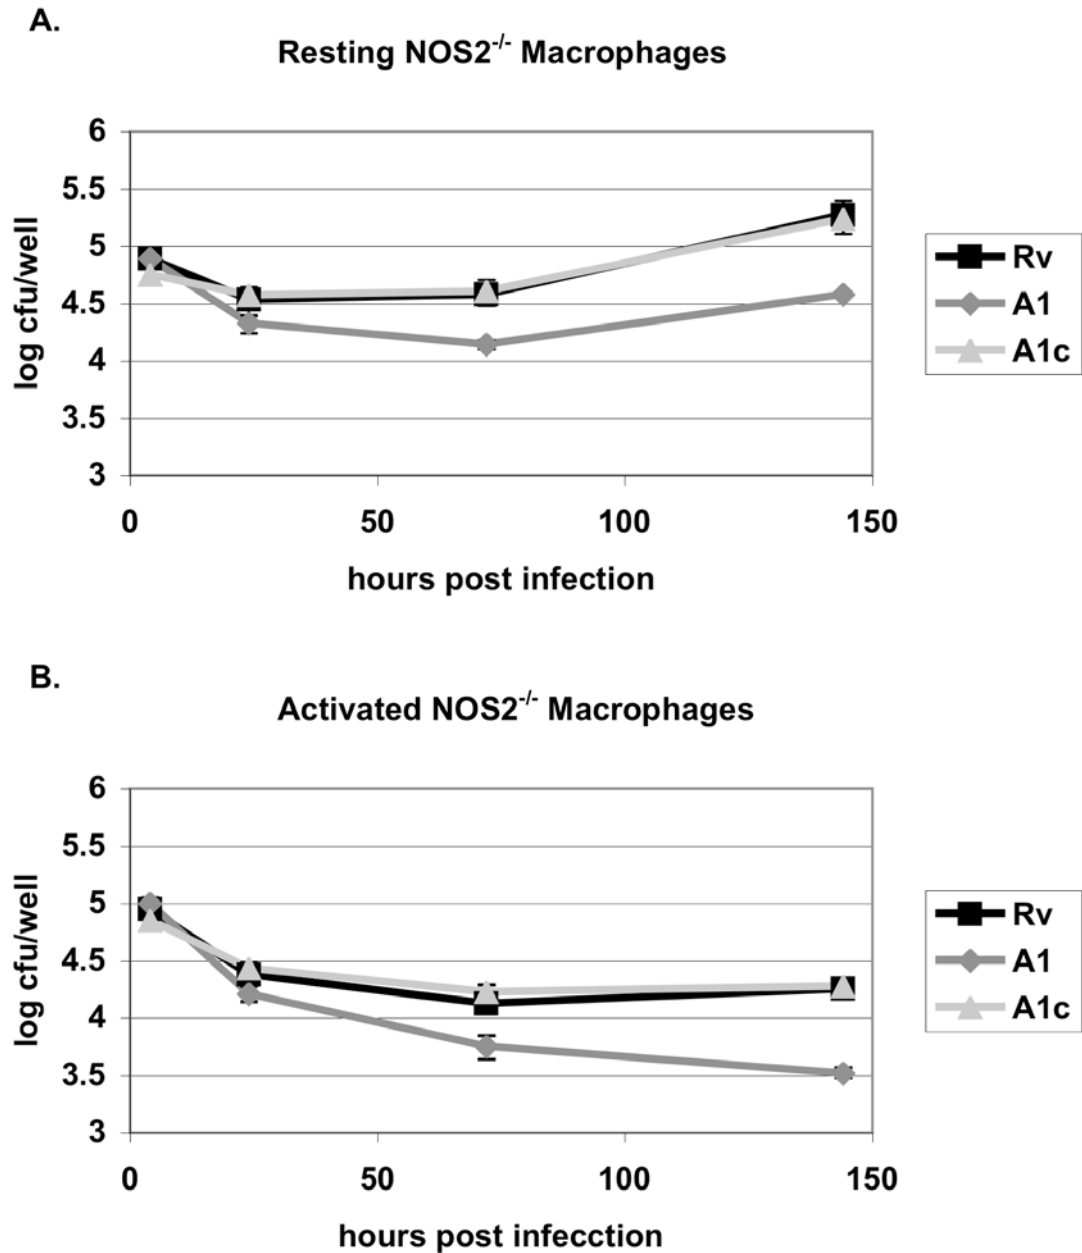 A.
Resting NOS2-/- Macrophages
6
5.5
5
4.5
4
3.5
3
log cfu/well
0 50 100 150
hours post infection
Rv
A1
A1c
B.
Activated NOS2-/- Macrophages
6
5.5
5
4.5
4
3.5
3
log cfu/well
0 50 100 150
hours post infecction
Rv
A1
A1c